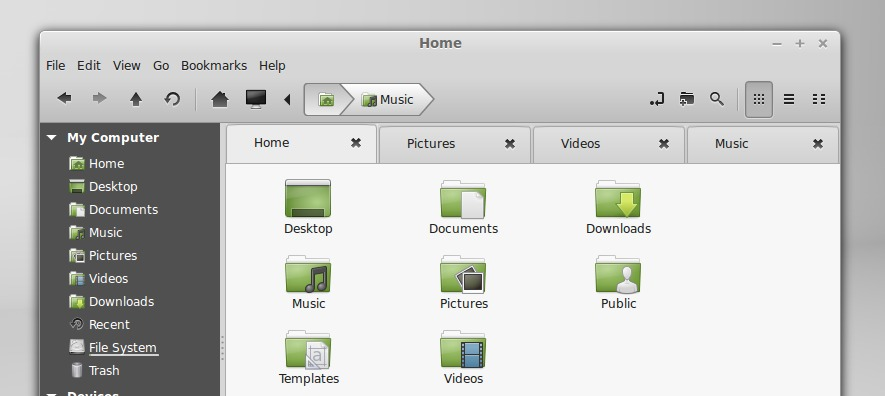 Home
File Edit View Go Bookmarks Help
Music
My Computer
Home
Desktop
Documents
Music
Pictures
Videos
Downloads
Recent
File System
Trash
Devices
Home Pictures Videos Music
Desktop Documents Downloads
Music Pictures Public
Templates Videos